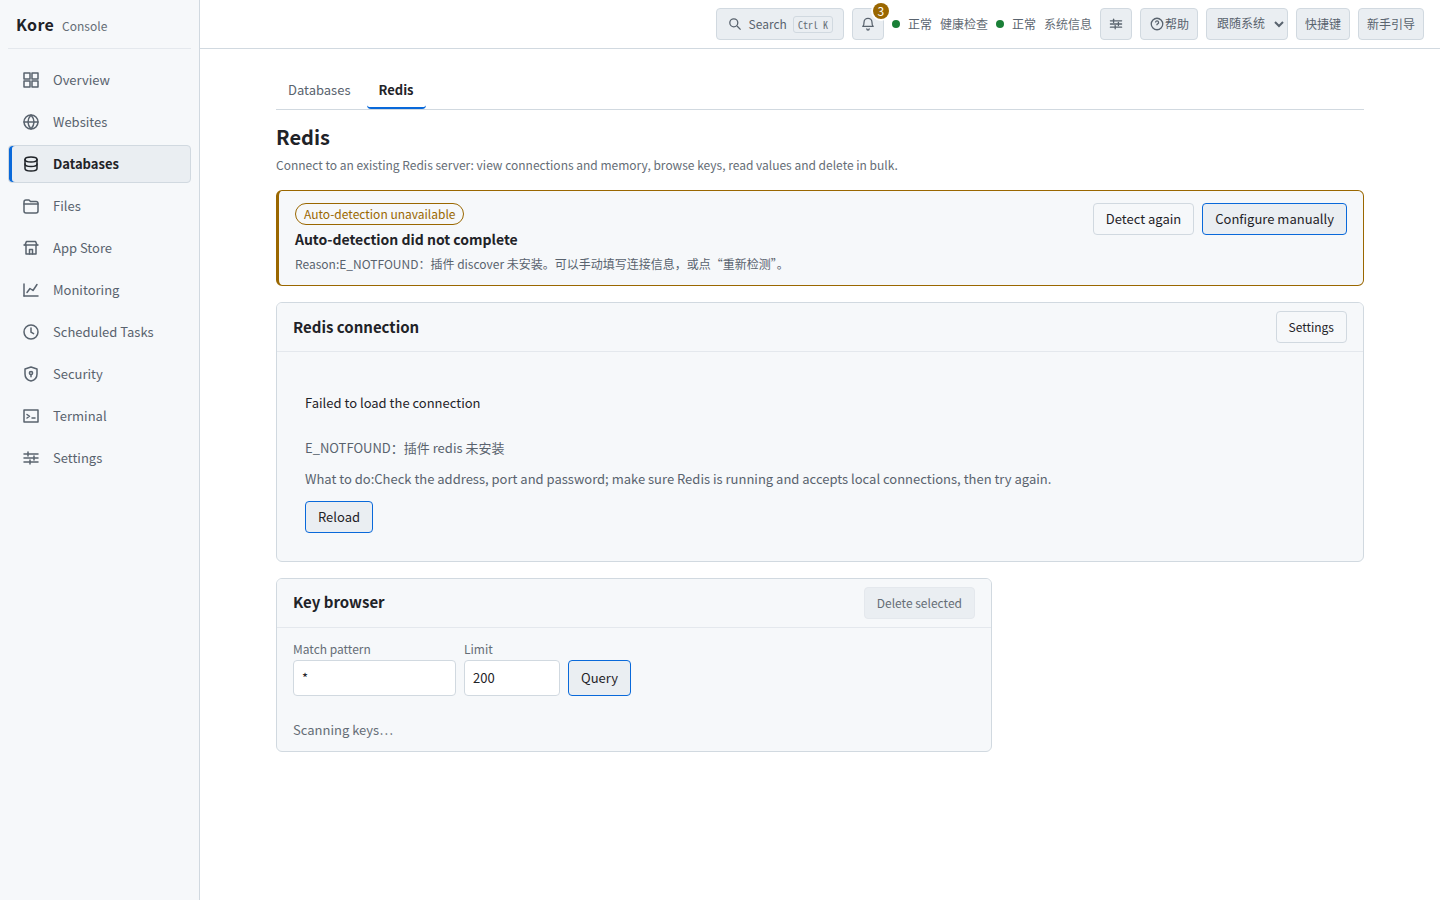 Kore Console
Search Ctrl K
3
正常 健康检查
正常 系统信息
帮助
跟随系统
快捷键
新手引导
Overview
Websites
Databases
Files
App Store
Monitoring
Scheduled Tasks
Security
Terminal
Settings
Databases Redis
Redis
Connect to an existing Redis server: view connections and memory, browse keys, read values and delete in bulk.
Auto-detection unavailable
Auto-detection did not complete
Reason:E_NOTFOUND：插件 discover 未安装。可以手动填写连接信息，或点“重新检测”。
Detect again
Configure manually
Redis connection
Settings
Failed to load the connection
E_NOTFOUND：插件 redis 未安装
What to do:Check the address, port and password; make sure Redis is running and accepts local connections, then try again.
Reload
Key browser
Delete selected
Match pattern Limit
* 200 Query
Scanning keys…